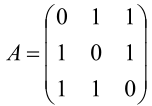 A = ( 0 1 1
1 0 1
1 1 0 )